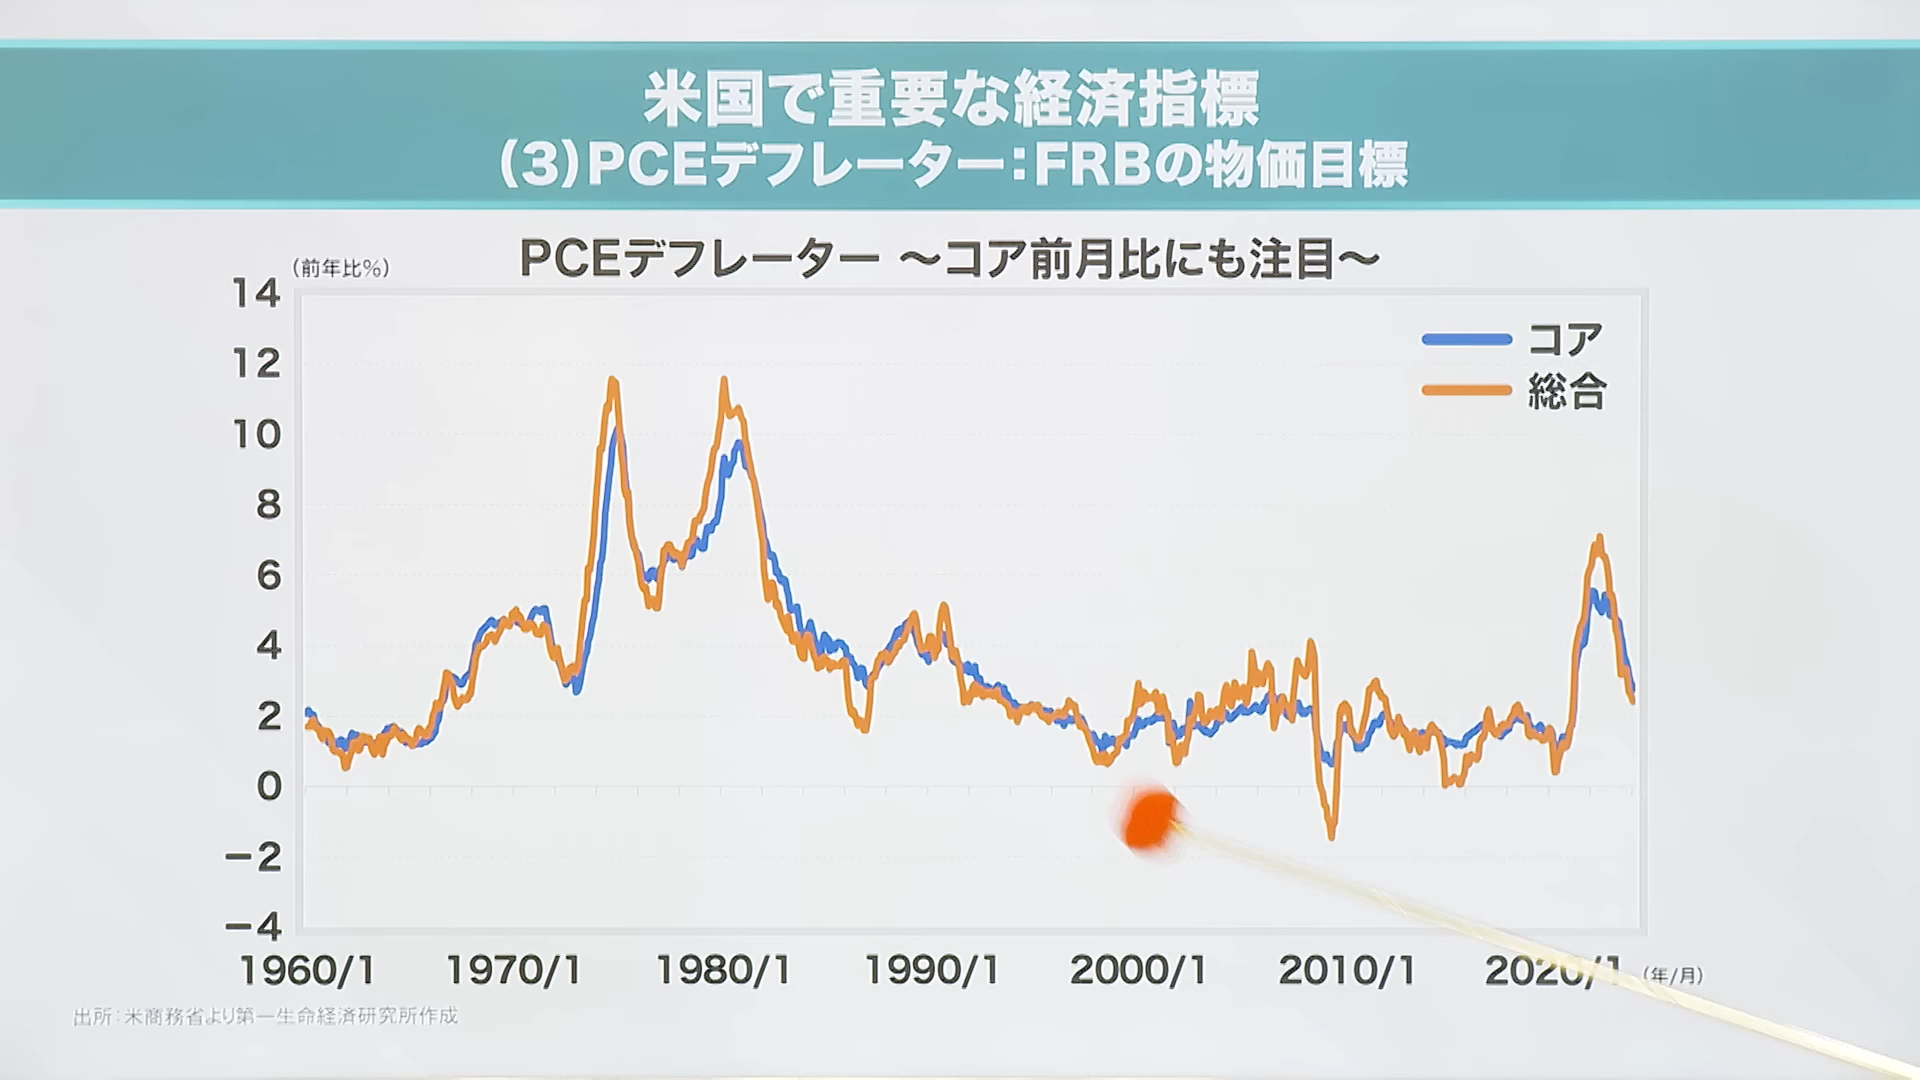 米国で重要な経済指標
(3)PCEデフレーター:FRBの物価目標
PCEデフレーター ～コア前月比にも注目～
(前年比%)
14
12
10
8
6
4
2
0
−2
−4
コア
総合
1960/1 1970/1 1980/1 1990/1 2000/1 2010/1 2020/1 (年/月)
出所:米商務省より第一生命経済研究所作成